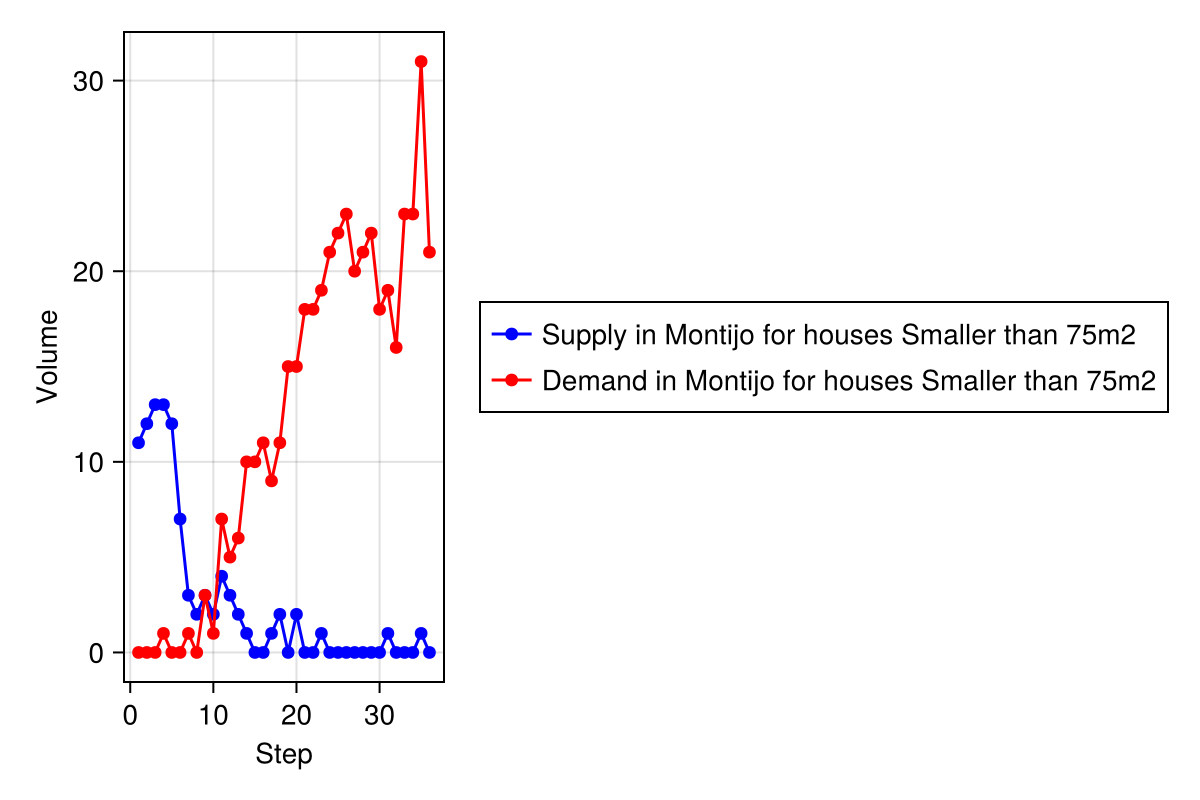 30
20
10
0
Volume
0 10 20 30
Step
Supply in Montijo for houses Smaller than 75m2
Demand in Montijo for houses Smaller than 75m2